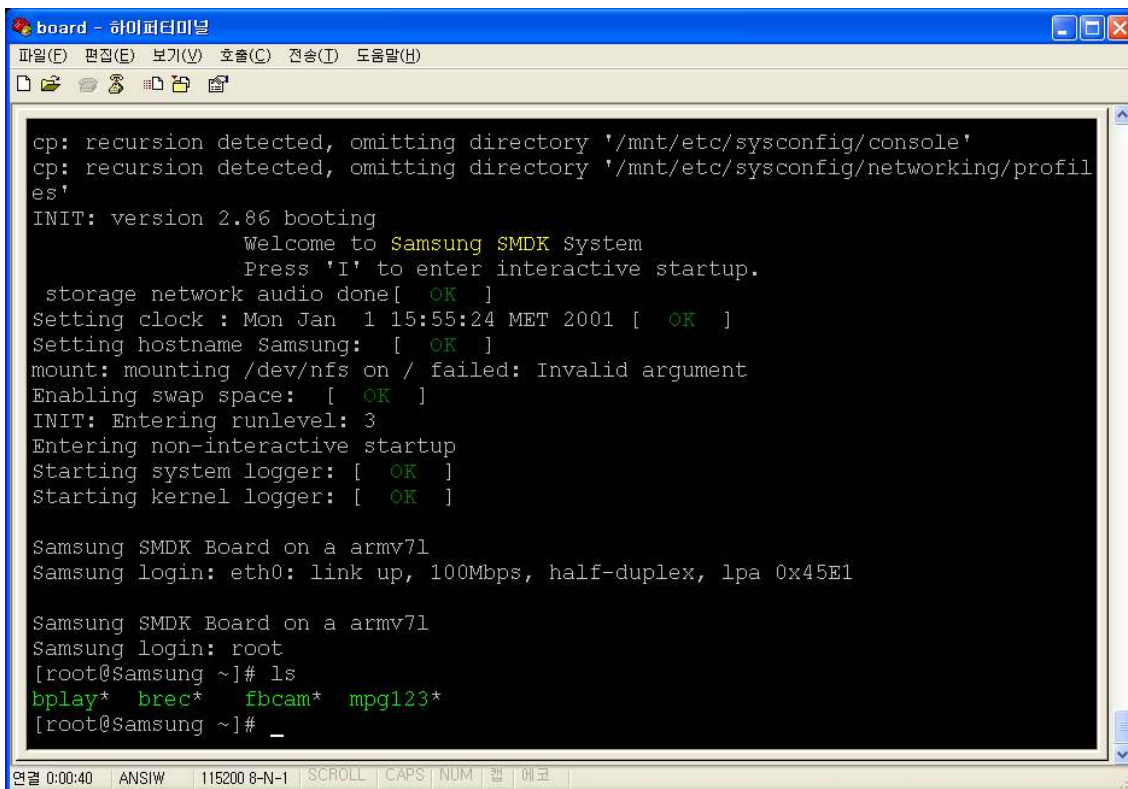 board - 하이퍼터미널
파일(F) 편집(E) 보기(V) 호출(C) 전송(T) 도움말(H)
cp: recursion detected, omitting directory '/mnt/etc/sysconfig/console'
cp: recursion detected, omitting directory '/mnt/etc/sysconfig/networking/profil
es'
INIT: version 2.86 booting
Welcome to Samsung SMDK System
Press 'I' to enter interactive startup.
storage network audio done[ OK ]
Setting clock : Mon Jan 1 15:55:24 MET 2001 [ OK ]
Setting hostname Samsung: [ OK ]
mount: mounting /dev/nfs on / failed: Invalid argument
Enabling swap space: [ OK ]
INIT: Entering runlevel: 3
Entering non-interactive startup
Starting system logger: [ OK ]
Starting kernel logger: [ OK ]
Samsung SMDK Board on a armv7l
Samsung login: eth0: link up, 100Mbps, half-duplex, lpa 0x45E1
Samsung SMDK Board on a armv7l
Samsung login: root
[root@Samsung ~]# ls
bplay* brec* fbcam* mpg123*
[root@Samsung ~]# _
연결 0:00:40 ANSIW 115200 8-N-1 SCROLL CAPS NUM 캡 에코